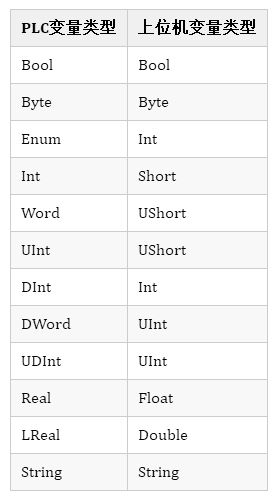 PLC变量类型 上位机变量类型
Bool Bool
Byte Byte
Enum Int
Int Short
Word UShort
UInt UShort
DInt Int
DWord UInt
UDInt UInt
Real Float
LReal Double
String String